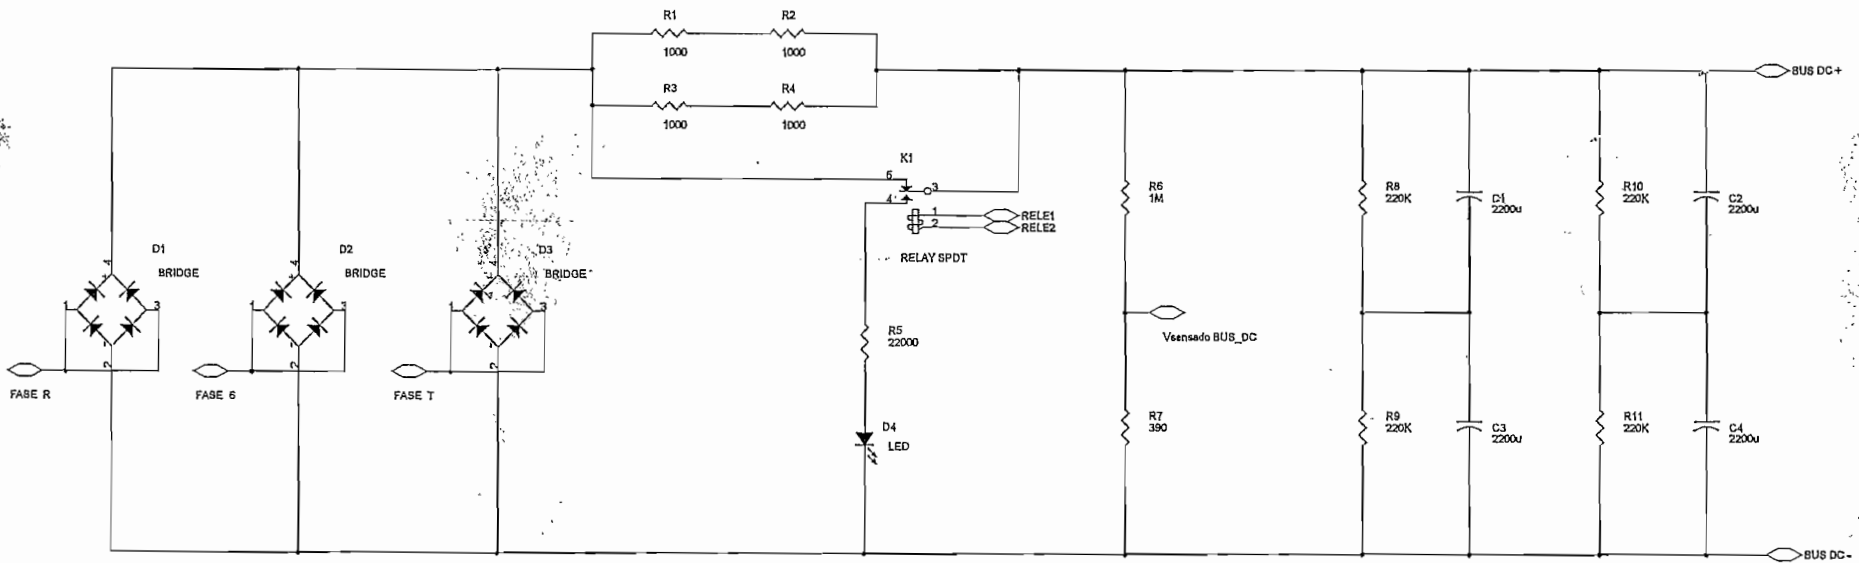 R1
R2
1000
1000
BUS DC+
R3
R4
1000
1000
K1
5
3
4
R6
1M
R8
220K
C1
2200u
R10
220K
C2
2200u
1
RELE1
2
RELE2
RELAY SPDT
D1
BRIDGE
D2
BRIDGE
D3
BRIDGE
4
4
4
1
3
1
3
1
3
2
2
2
R5
22000
Vsensado BUS_DC
FASE R
FASE S
FASE T
R7
390
R9
220K
C3
2200u
R11
220K
C4
2200u
D4
LED
BUS DC-